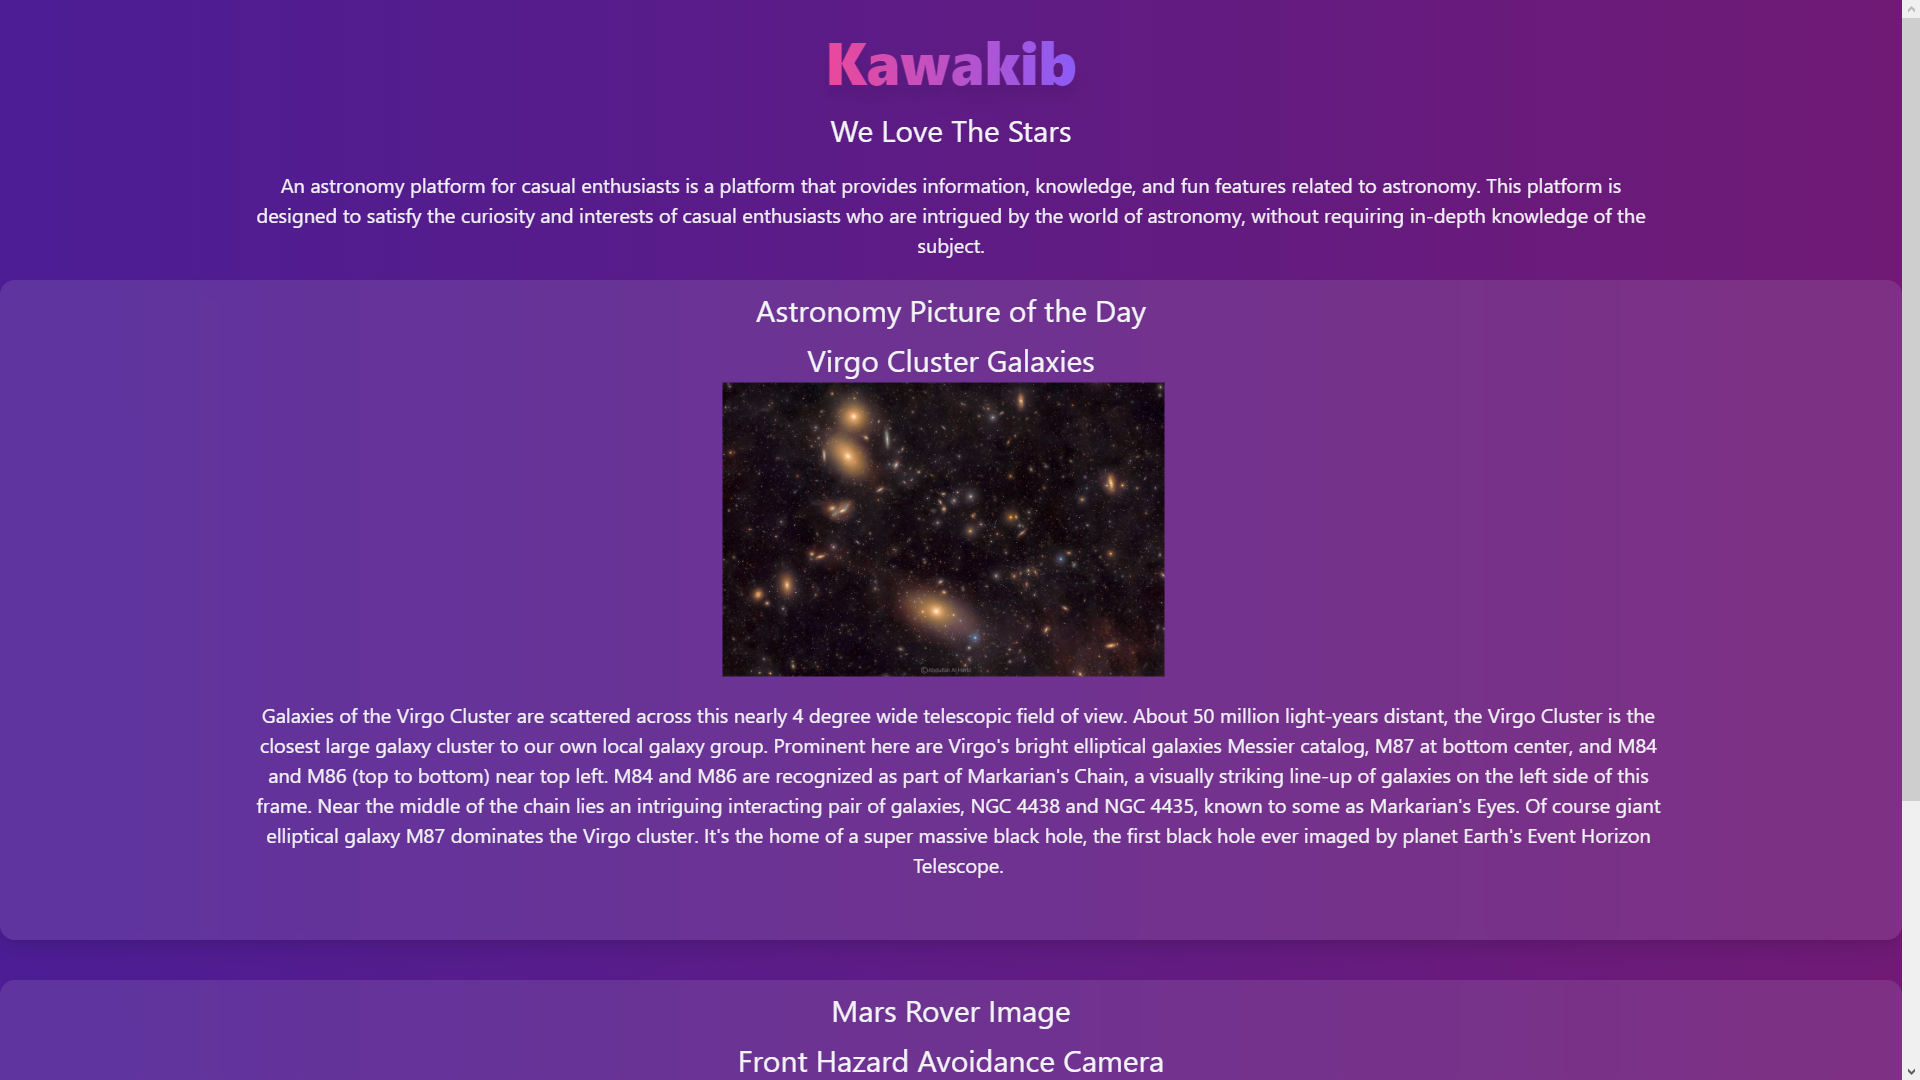 Kawakib
We Love The Stars
An astronomy platform for casual enthusiasts is a platform that provides information, knowledge, and fun features related to astronomy. This platform is
designed to satisfy the curiosity and interests of casual enthusiasts who are intrigued by the world of astronomy, without requiring in-depth knowledge of the
subject.
Astronomy Picture of the Day
Virgo Cluster Galaxies
Galaxies of the Virgo Cluster are scattered across this nearly 4 degree wide telescopic field of view. About 50 million light-years distant, the Virgo Cluster is the
closest large galaxy cluster to our own local galaxy group. Prominent here are Virgo's bright elliptical galaxies Messier catalog, M87 at bottom center, and M84
and M86 (top to bottom) near top left. M84 and M86 are recognized as part of Markarian's Chain, a visually striking line-up of galaxies on the left side of this
frame. Near the middle of the chain lies an intriguing interacting pair of galaxies, NGC 4438 and NGC 4435, known to some as Markarian's Eyes. Of course giant
elliptical galaxy M87 dominates the Virgo cluster. It's the home of a super massive black hole, the first black hole ever imaged by planet Earth's Event Horizon
Telescope.
Mars Rover Image
Front Hazard Avoidance Camera